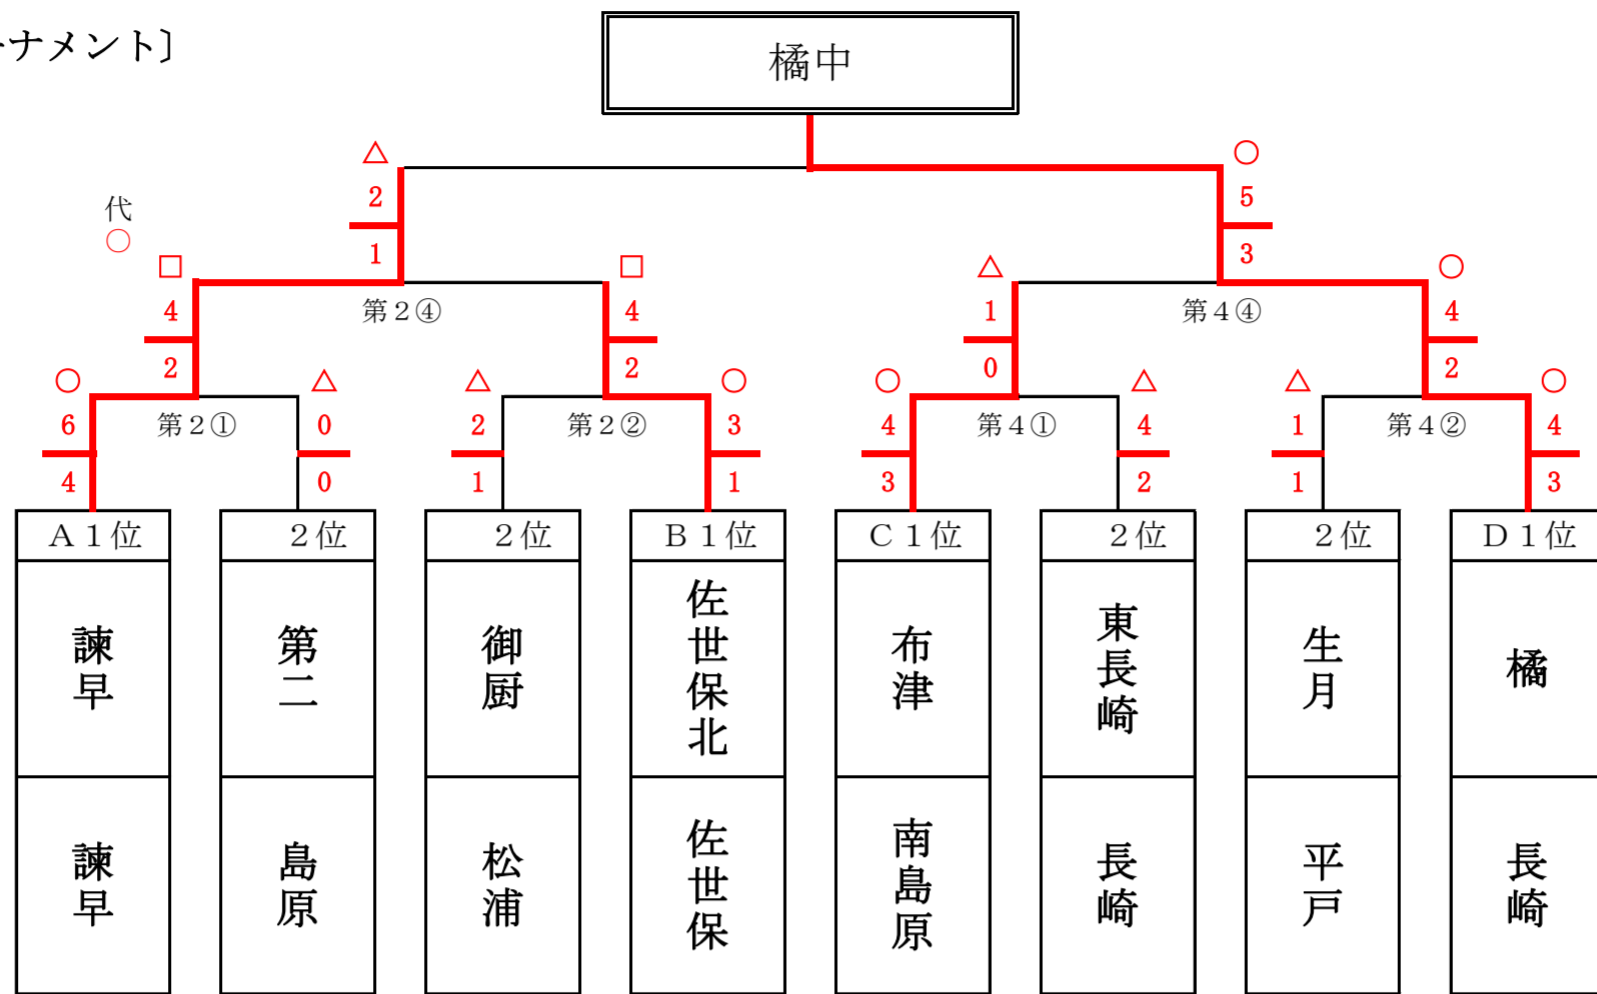 ーナメント〕
橘中
△ ○
2 5
代
○
1 3
□ □ △ ○
4 第2④ 4 1 第4④ 4
2 2 0 2
○ △ △ ○ ○ △ △ ○
6 第2① 0 2 第2② 3 4 第4① 4 1 第4② 4
4 0 1 1 3 2 1 3
A1位 2位 2位 B1位 C1位 2位 2位 D1位
諫早 第二 御厨 佐世保北 布津 東長崎 生月 橘
諫早 島原 松浦 佐世保 南島原 長崎 平戸 長崎